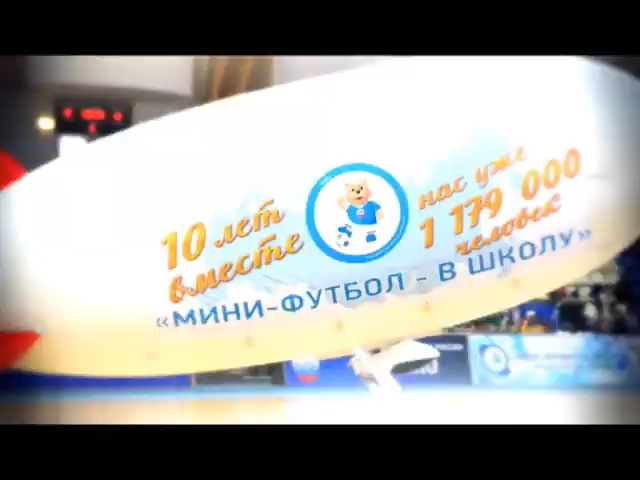 10 лет
вместе
нас уже
1 179 000
человек
«МИНИ-ФУТБОЛ - В ШКОЛУ»